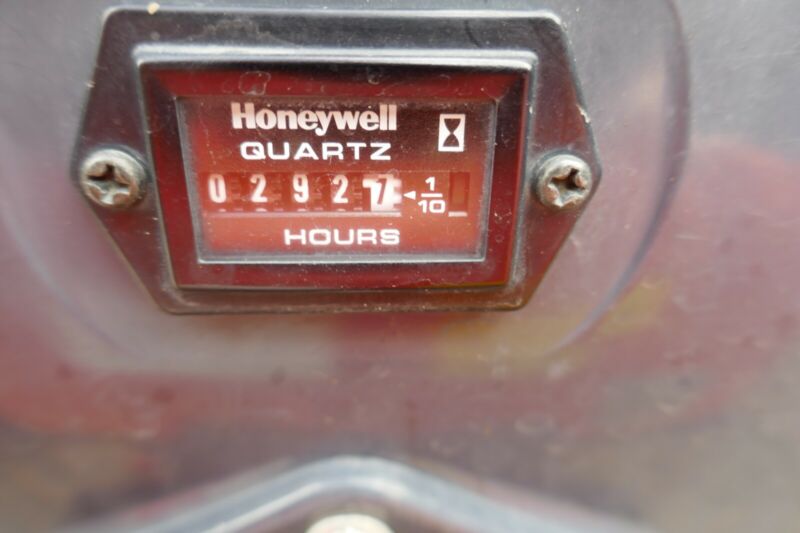 Honeywell
QUARTZ
0 2 9 2 7 ◄ 1/10
HOURS